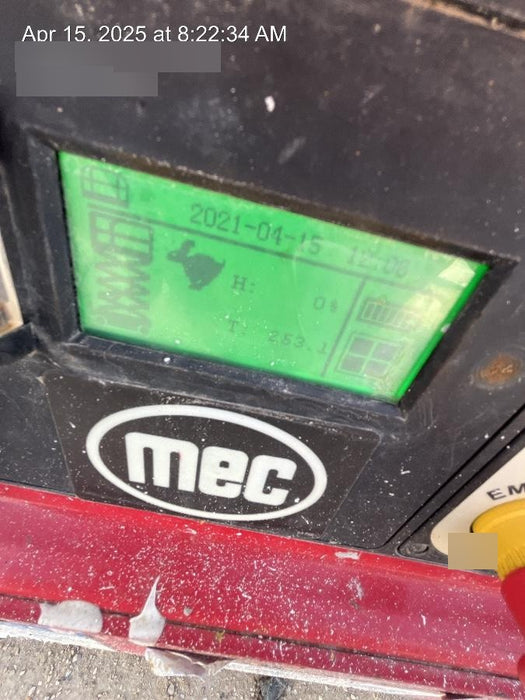 Apr 15. 2025 at 8:22:34 AM
2021-04-15 12:00
H: 0%
T: 253.1
mec
EM